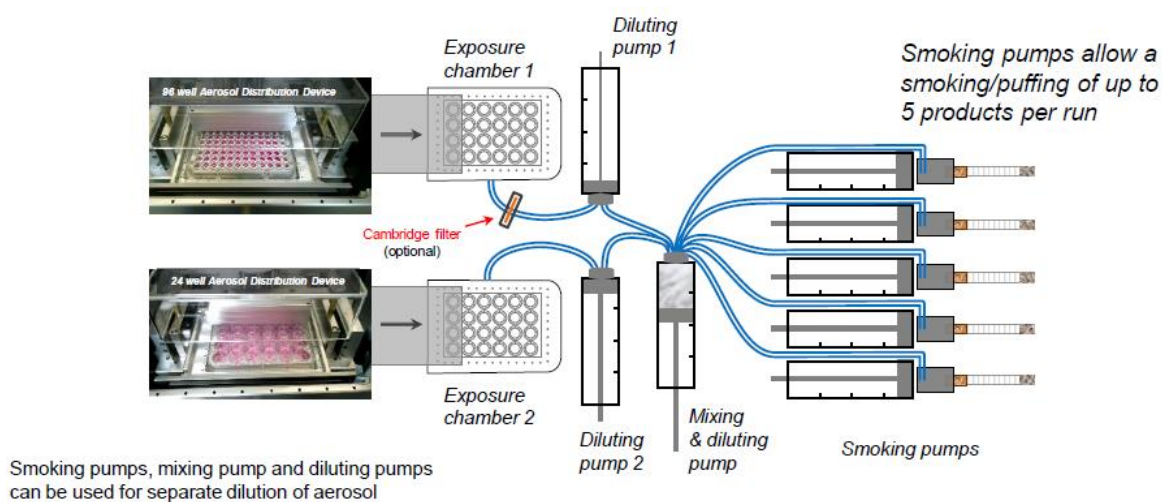 Diluting
pump 1
Exposure
chamber 1
Smoking pumps allow a
smoking/puffing of up to
5 products per run
96 well Aerosol Distribution Device
Cambridge filter
(optional)
24 well Aerosol Distribution Device
Exposure
chamber 2
Diluting
pump 2
Mixing
& diluting
pump
Smoking pumps
Smoking pumps, mixing pump and diluting pumps
can be used for separate dilution of aerosol